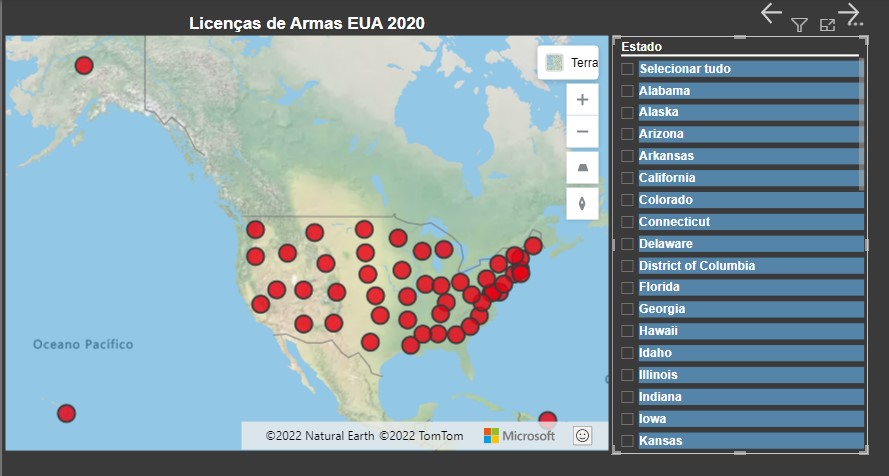 Licenças de Armas EUA 2020
Terra
Oceano Pacífico
©2022 Natural Earth ©2022 TomTom
Microsoft
Estado
Selecionar tudo
Alabama
Alaska
Arizona
Arkansas
California
Colorado
Connecticut
Delaware
District of Columbia
Florida
Georgia
Hawaii
Idaho
Illinois
Indiana
Iowa
Kansas